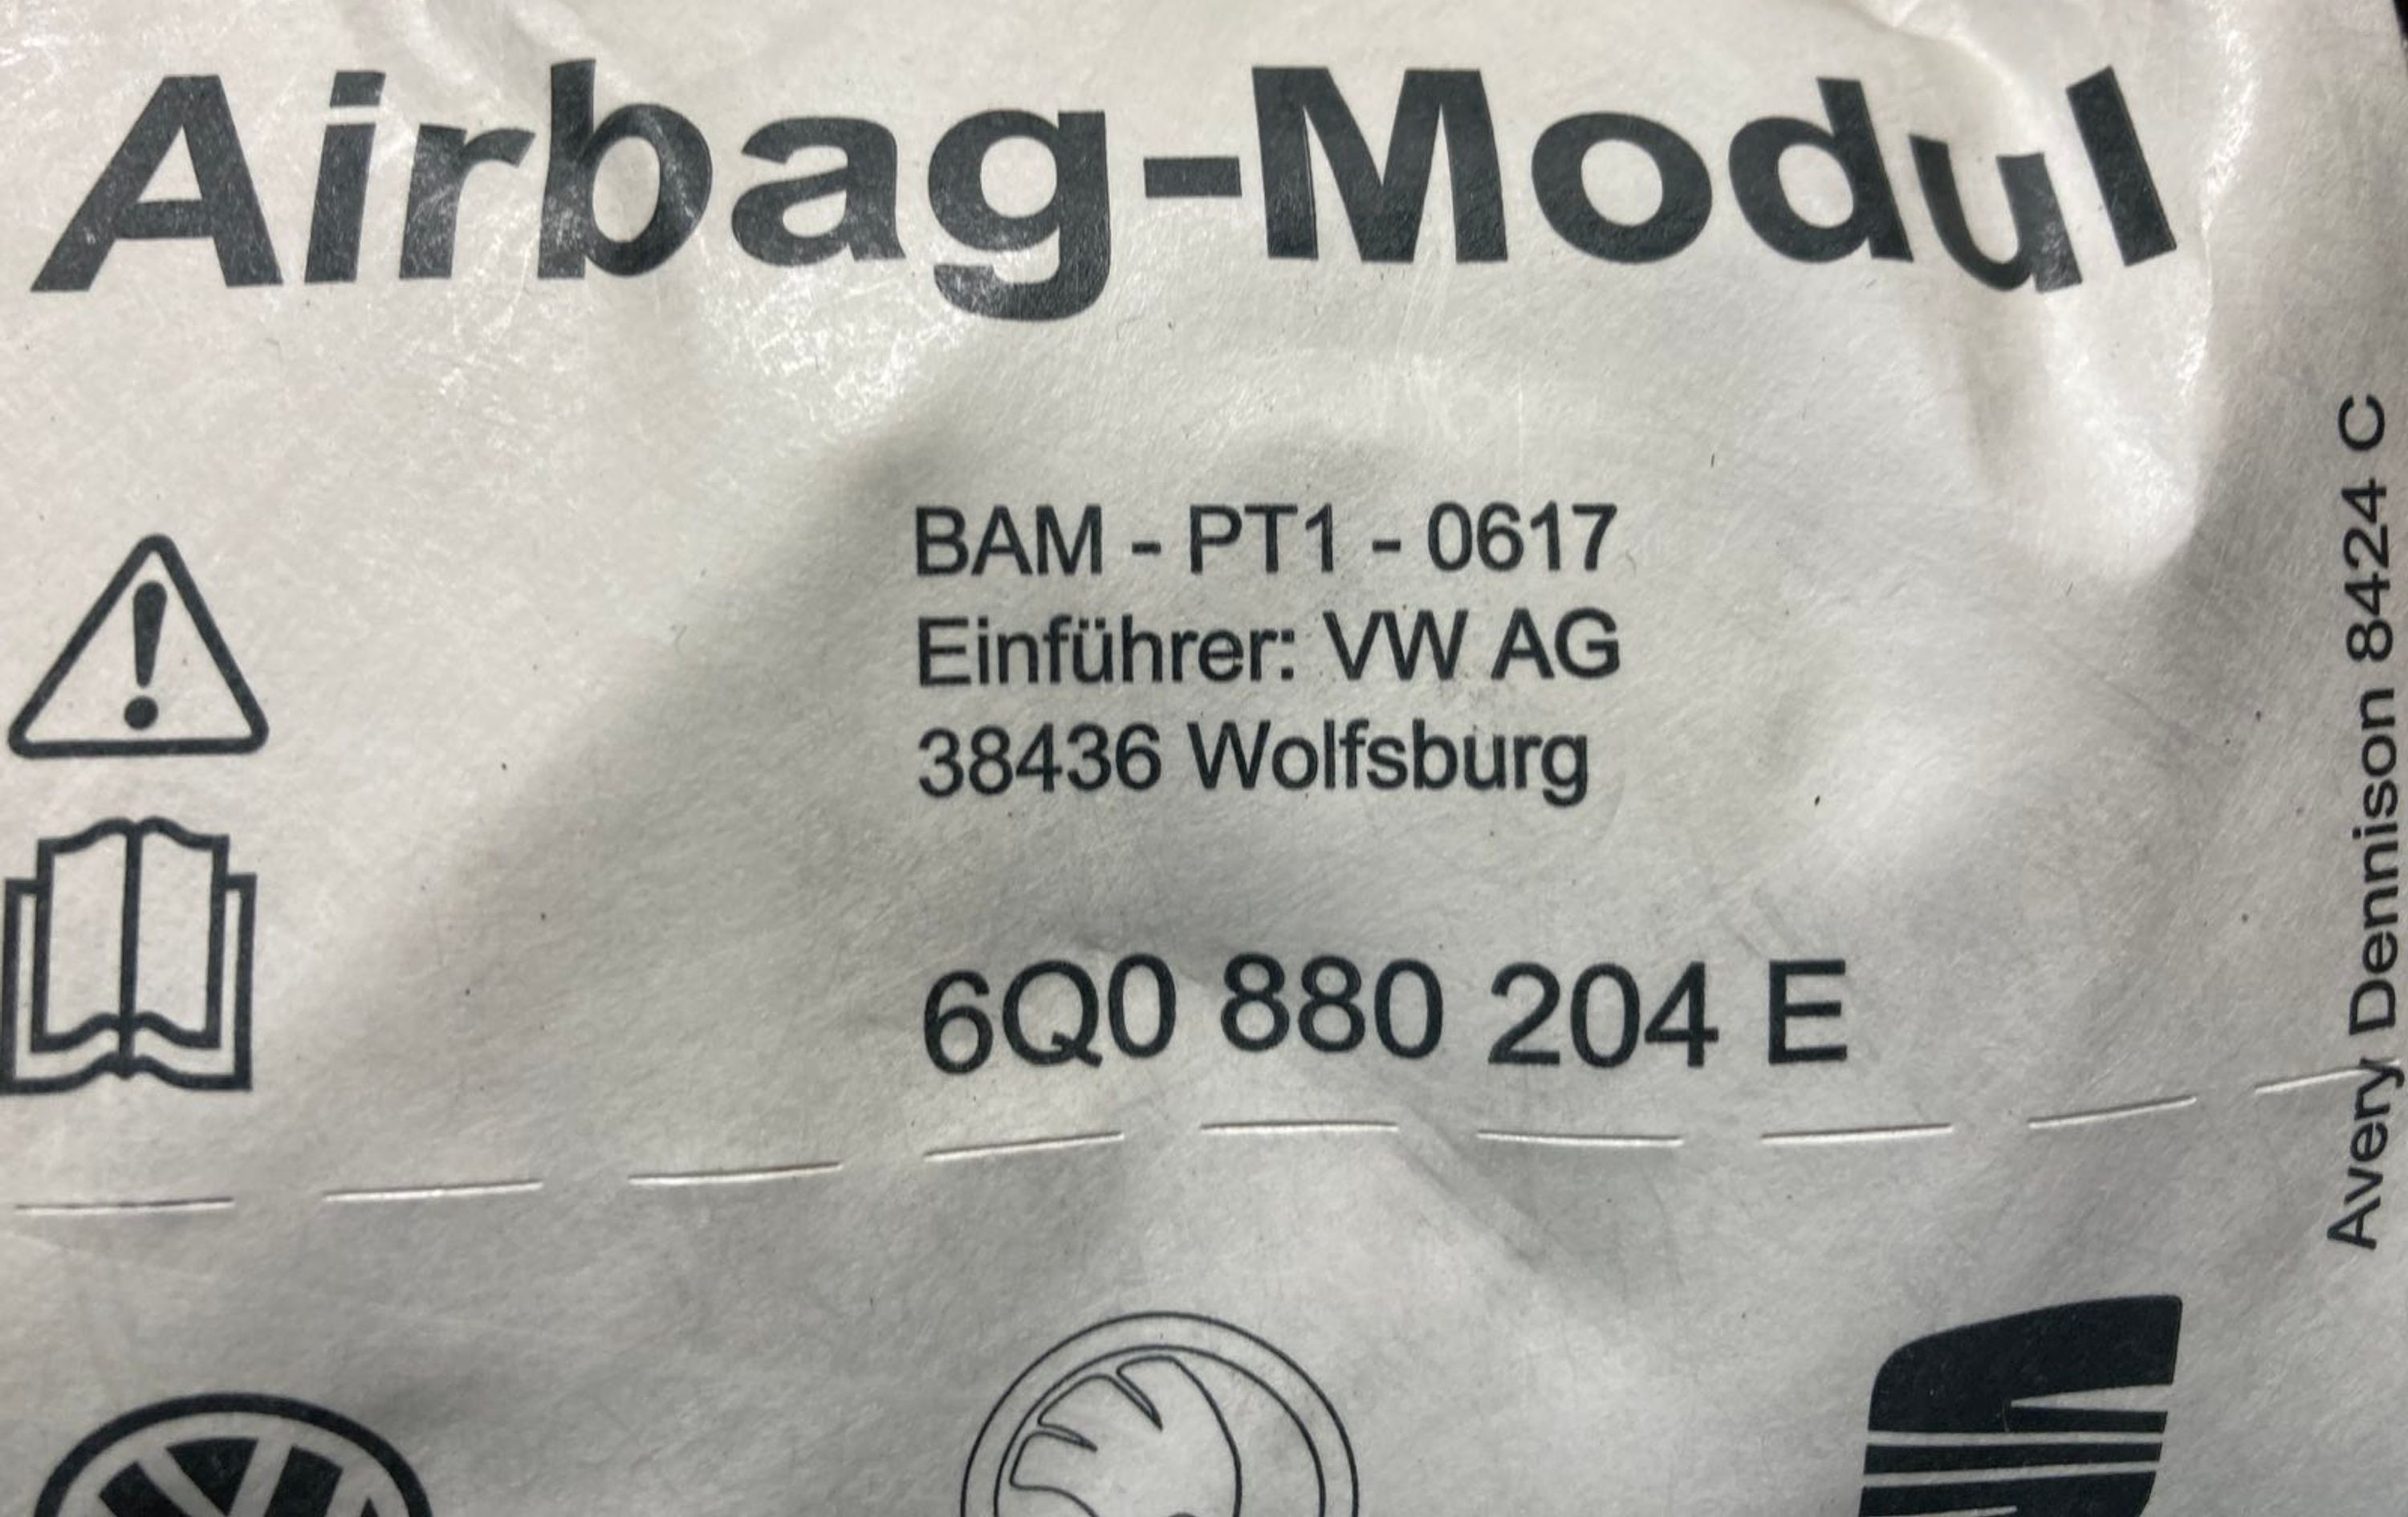 Airbag-Modul
BAM - PT1 - 0617
Einführer: VW AG
38436 Wolfsburg
6Q0 880 204 E
Avery Dennison 8424 C